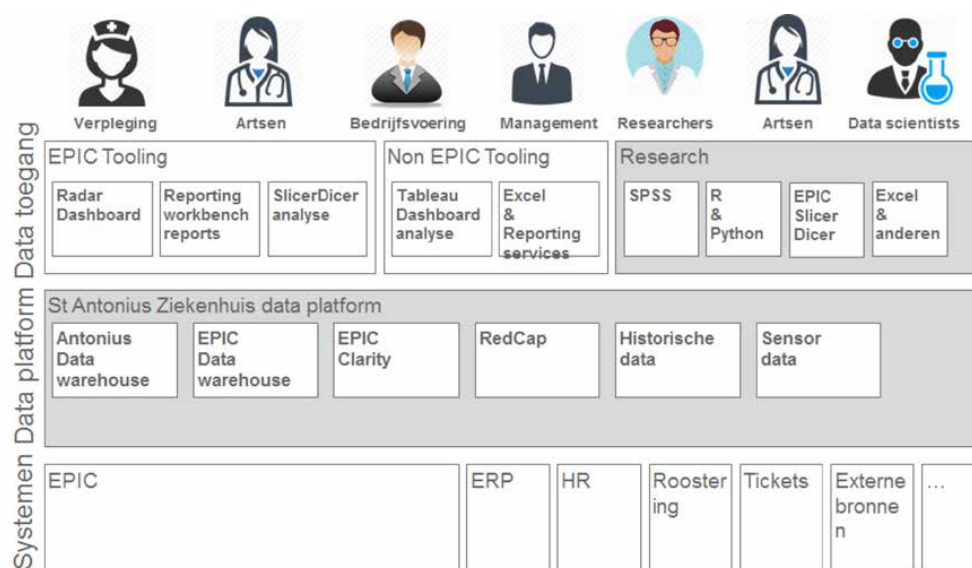 Verpleging
Artsen
Bedrijfsvoering
Management
Researchers
Artsen
Data scientists
Data toegang
EPIC Tooling
Radar
Dashboard
Reporting
workbench
reports
SlicerDicer
analyse
Non EPIC Tooling
Tableau
Dashboard
analyse
Excel
&
Reporting
services
Research
SPSS
R
&
Python
EPIC
Slicer
Dicer
Excel
&
anderen
Data platform
St Antonius Ziekenhuis data platform
Antonius
Data
warehouse
EPIC
Data
warehouse
EPIC
Clarity
RedCap
Historische
data
Sensor
data
Systemen
EPIC
ERP
HR
Rooster
ing
Tickets
Externe
bronne
n
...